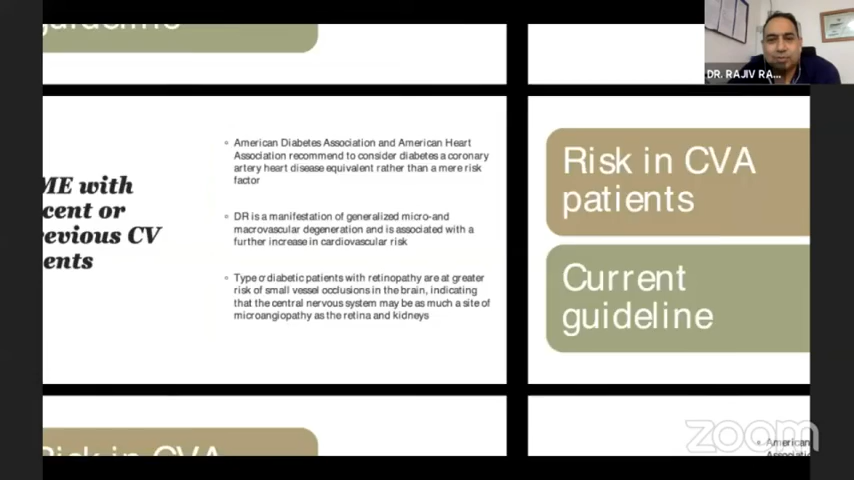 DR. RAJIV RA...
ME with
cent or
evious CV
ents
American Diabetes Association and American Heart
Association recommend to consider diabetes a coronary
artery heart disease equivalent rather than a mere risk
factor
DR is a manifestation of generalized micro-and
macrovascular degeneration and is associated with a
further increase in cardiovascular risk
Type diabetic patients with retinopathy are at greater
risk of small vessel occlusions in the brain, indicating
that the central nervous system may be as much a site of
microangiopathy as the retina and kidneys
Risk in CVA
patients
Current
guideline
Risk in CVA
zoom
American